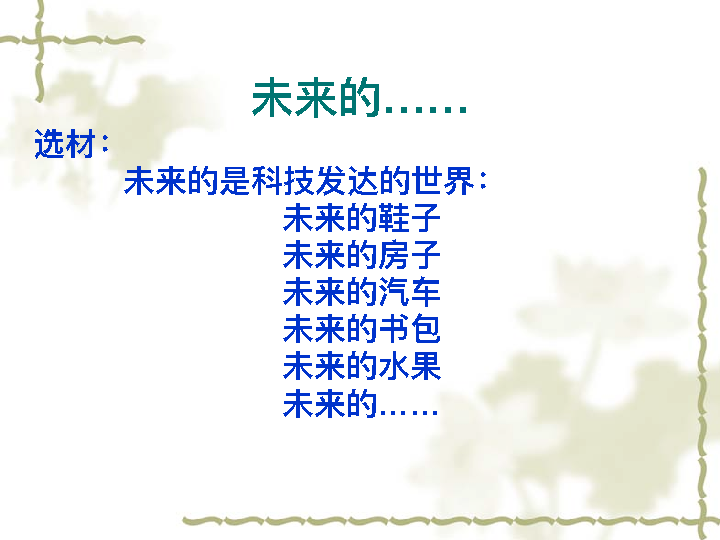 未来的……
选材：
未来的是科技发达的世界：
未来的鞋子
未来的房子
未来的汽车
未来的书包
未来的水果
未来的……